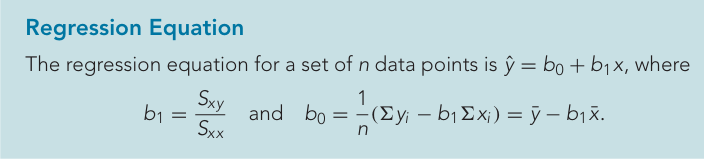 Regression Equation
The regression equation for a set of n data points is ŷ = b₀ + b₁x, where
b₁ = Sₓᵧ / Sₓₓ and b₀ = 1/n (Σyᵢ − b₁Σxᵢ) = ȳ − b₁x̄.